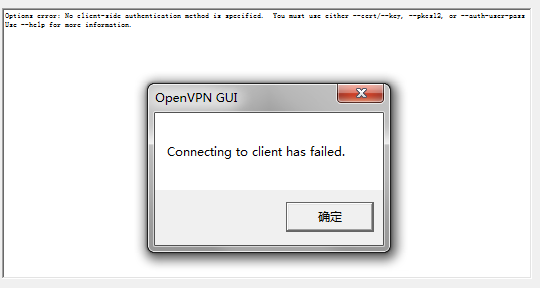 Options error: No client-side authentication method is specified.  You must use either --cert/--key, --pkcs12, or --auth-user-pass
Use --help for more information.
OpenVPN GUI
Connecting to client has failed.
确定